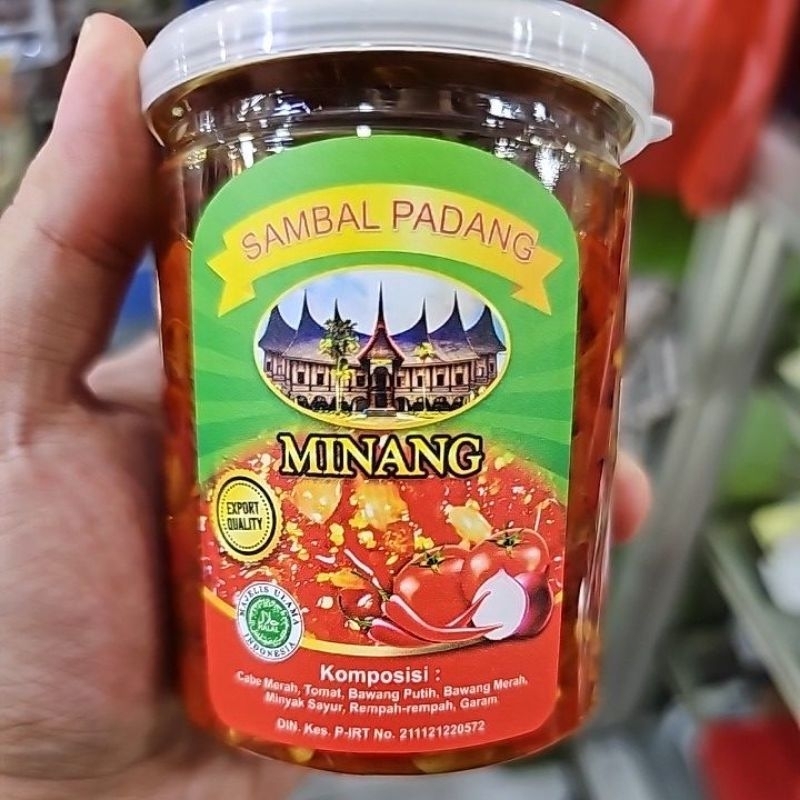 SAMBAL PADANG
MINANG
EXPORT
QUALITY
MAJELIS ULAMA
HALAL
INDONESIA
Komposisi :
Cabe Merah, Tomat, Bawang Putih, Bawang Merah,
Minyak Sayur, Rempah-rempah, Garam
DIN. Kes. P-IRT No. 211121220572